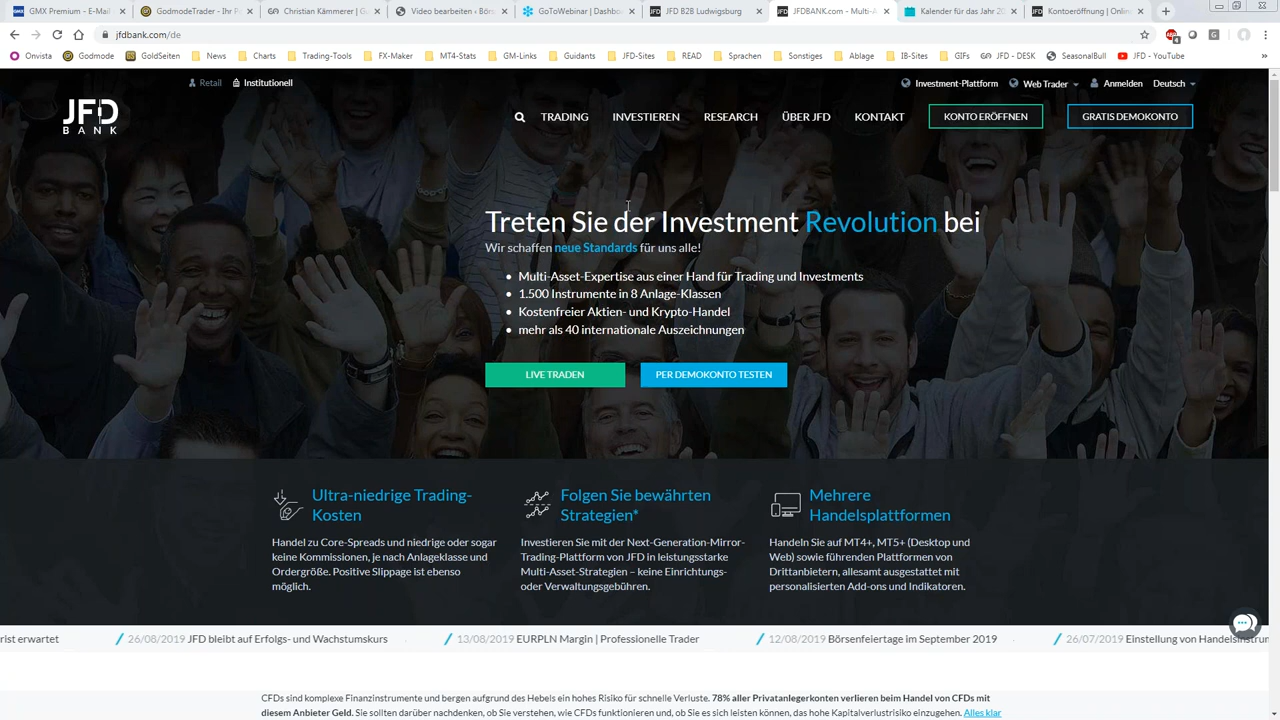 GMX Premium - E-Mail
GodmodeTrader - Ihr P
Christian Kämmerer | G
Video bearbeiten - Börs
GoToWebinar | Dashbo
JFD B2B Ludwigsburg
JFDBANK.com - Multi-A
Kalender für das Jahr 20
Kontoeröffnung | Online
jfdbank.com/de
Onvista
Godmode
GoldSeiten
News
Charts
Trading-Tools
FX-Maker
MT4-Stats
GM-Links
Guidants
JFD-Sites
READ
Sprachen
Sonstiges
Ablage
IB-Sites
GIFs
JFD - DESK
SeasonalBull
JFD - YouTube
Retail
Institutionell
Investment-Plattform
Web Trader
Anmelden
Deutsch
JFD
BANK
TRADING
INVESTIEREN
RESEARCH
ÜBER JFD
KONTAKT
KONTO ERÖFFNEN
GRATIS DEMOKONTO
Treten Sie der Investment Revolution bei
Wir schaffen neue Standards für uns alle!
• Multi-Asset-Expertise aus einer Hand für Trading und Investments
• 1.500 Instrumente in 8 Anlage-Klassen
• Kostenfreier Aktien- und Krypto-Handel
• mehr als 40 internationale Auszeichnungen
LIVE TRADEN
PER DEMOKONTO TESTEN
Ultra-niedrige Trading-
Kosten
Handel zu Core-Spreads und niedrige oder sogar
keine Kommissionen, je nach Anlageklasse und
Ordergröße. Positive Slippage ist ebenso
möglich.
Folgen Sie bewährten
Strategien*
Investieren Sie mit der Next-Generation-Mirror-
Trading-Plattform von JFD in leistungsstarke
Multi-Asset-Strategien – keine Einrichtungs-
oder Verwaltungsgebühren.
Mehrere
Handelsplattformen
Handeln Sie auf MT4+, MT5+ (Desktop und
Web) sowie führenden Plattformen von
Drittanbietern, allesamt ausgestattet mit
personalisierten Add-ons und Indikatoren.
rist erwartet
26/08/2019 JFD bleibt auf Erfolgs- und Wachstumskurs
13/08/2019 EURPLN Margin | Professionelle Trader
12/08/2019 Börsenfeiertage im September 2019
26/07/2019 Einstellung von Handelsinstrum
CFDs sind komplexe Finanzinstrumente und bergen aufgrund des Hebels ein hohes Risiko für schnelle Verluste. 78% aller Privatanlegerkonten verlieren beim Handel von CFDs mit
diesem Anbieter Geld. Sie sollten darüber nachdenken, ob Sie verstehen, wie CFDs funktionieren und, ob Sie es sich leisten können, das hohe Kapitalverlustrisiko einzugehen. Alles klar